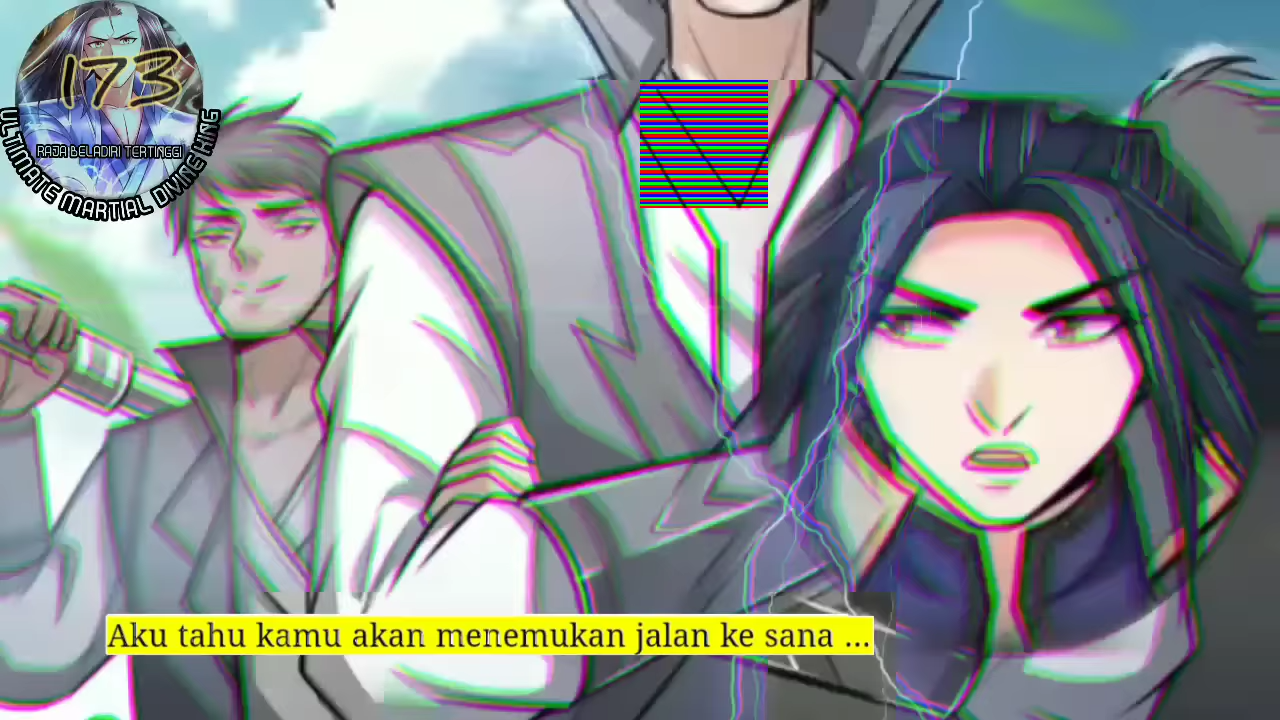 173
RAJA BELADIRI TERTINGGI
ULTIMATE MARTIAL DIVINE KING
Aku tahu kamu akan menemukan jalan ke sana ...